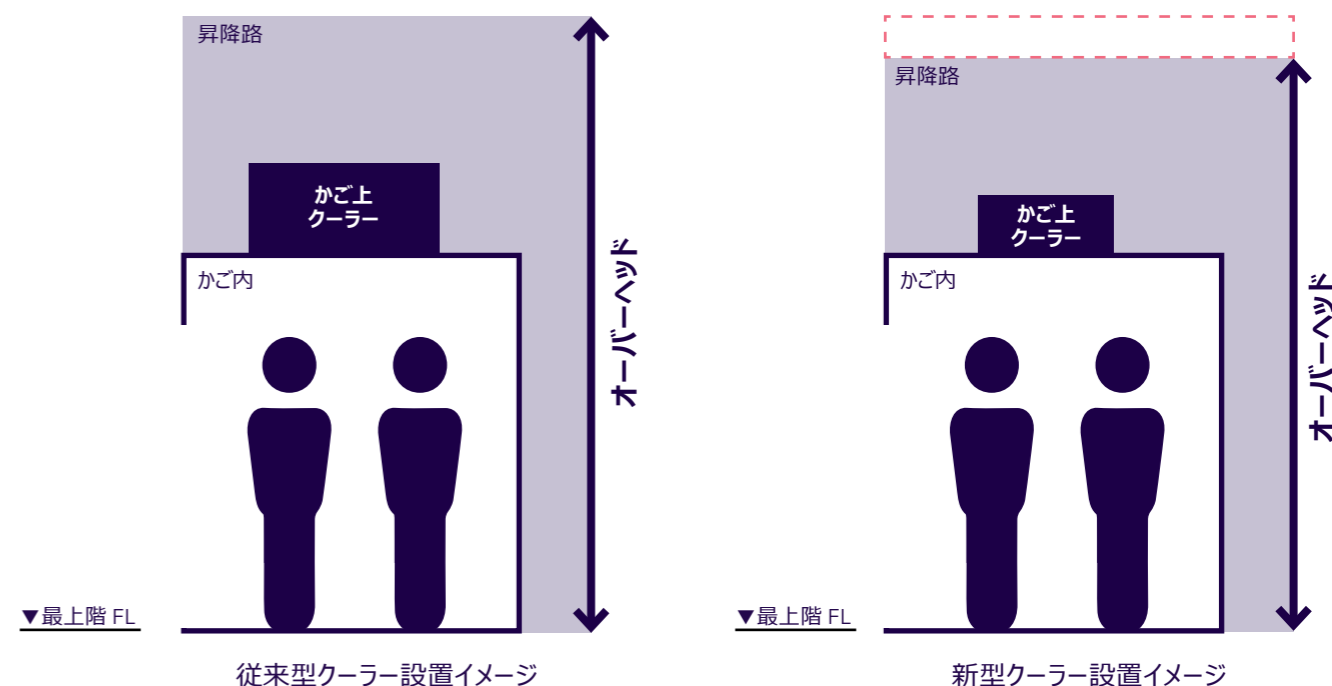 昇降路
かご上
クーラー
かご内
オーバーヘッド
▼最上階 FL
従来型クーラー設置イメージ
昇降路
かご上
クーラー
かご内
オーバーヘッド
▼最上階 FL
新型クーラー設置イメージ